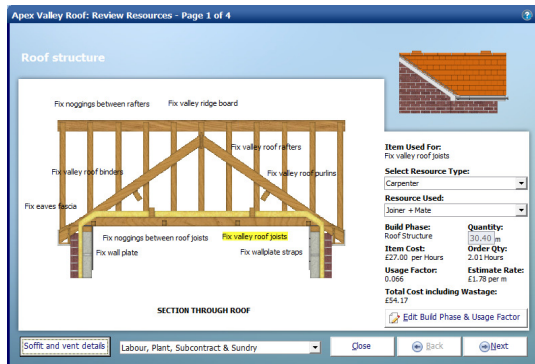 Apex Valley Roof: Review Resources - Page 1 of 4
?
Roof structure
Fix noggings between rafters
Fix valley ridge board
Fix valley roof rafters
Fix valley roof binders
Fix valley roof purlins
Fix eaves fascia
Fix noggings between roof joists
Fix valley roof joists
Fix wall plate
Fix wallplate straps
SECTION THROUGH ROOF
Item Used For:
Fix valley roof joists
Select Resource Type:
Carpenter
Resource Used:
Joiner + Mate
Build Phase: Quantity:
Roof Structure 30.40 m
Item Cost: Order Qty:
£27.00 per Hours 2.01 Hours
Usage Factor: Estimate Rate:
0.066 £1.78 per m
Total Cost including Wastage:
£54.17
Edit Build Phase & Usage Factor
Soffit and vent details Labour, Plant, Subcontract & Sundry Close Back Next